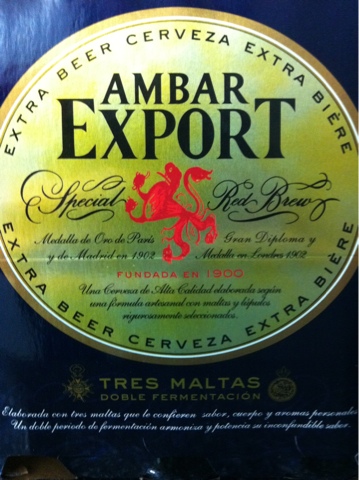 EXTRA BEER CERVEZA EXTRA BIÈRE
AMBAR
EXPORT
Special Red Brew
Medalla de Oro de París
y de Madrid en 1902
Gran Diploma y
Medalla en Londres 1902
FUNDADA EN 1900
Una Cerveza de Alta Calidad elaborada según
una fórmula artesanal con maltas y lúpulos
rigurosamente seleccionados.
EXTRA BEER CERVEZA EXTRA BIÈRE
TRES MALTAS
DOBLE FERMENTACIÓN
Elaborada con tres maltas que le confieren sabor, cuerpo y aromas personales
Un doble periodo de fermentación armoniza y potencia su inconfundible sabor.